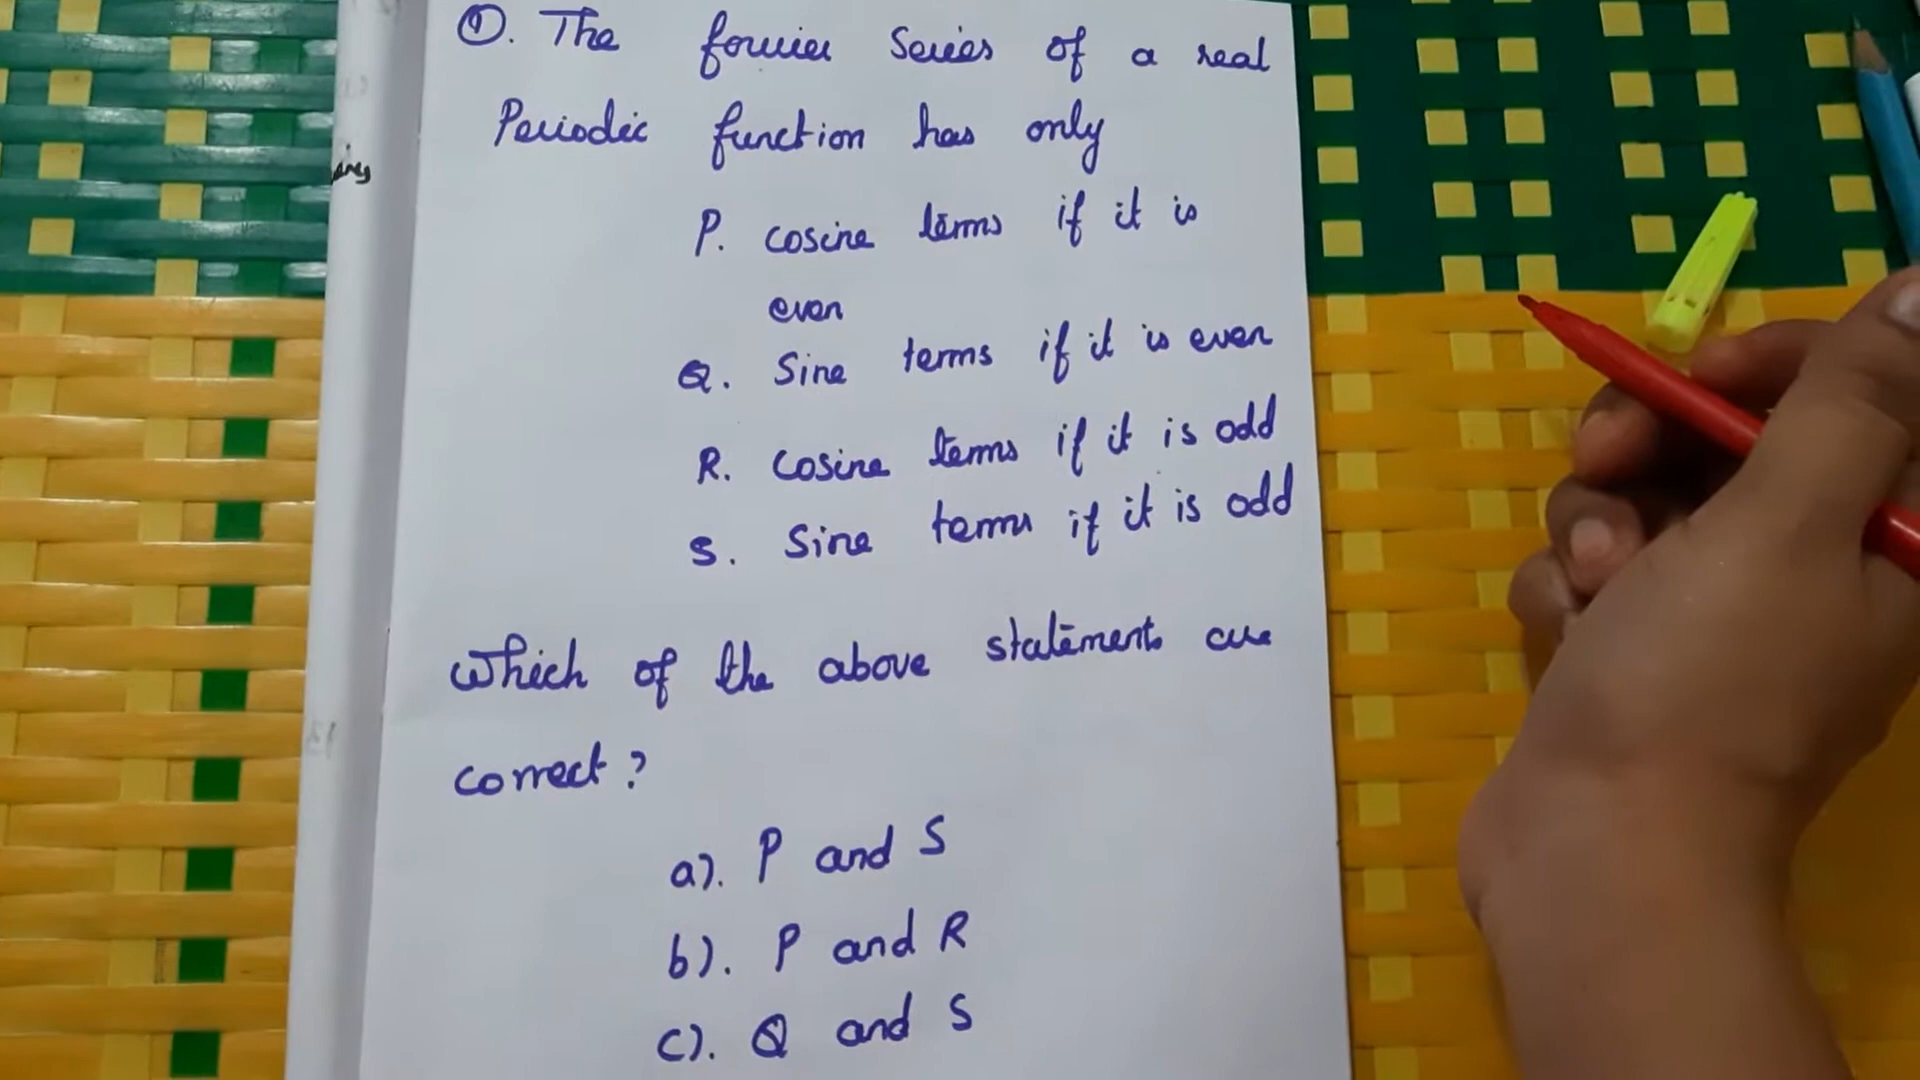 ①. The fourier Series of a real
Periodic function has only
P. cosine terms if it is
even
Q. Sine terms if it is even
R. Cosine terms if it is odd
S. Sine terms if it is odd
Which of the above statements are
correct?
a). P and S
b). P and R
c). Q and S